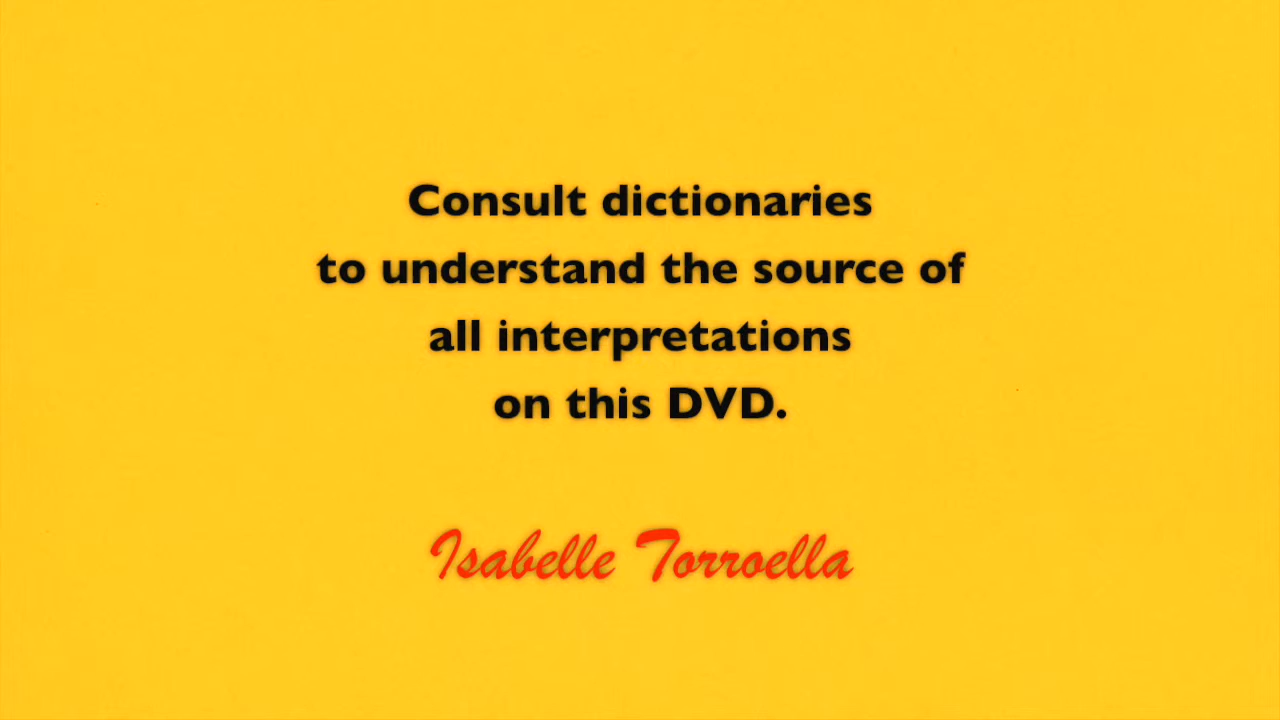 Consult dictionaries
to understand the source of
all interpretations
on this DVD.
Isabelle Torroella